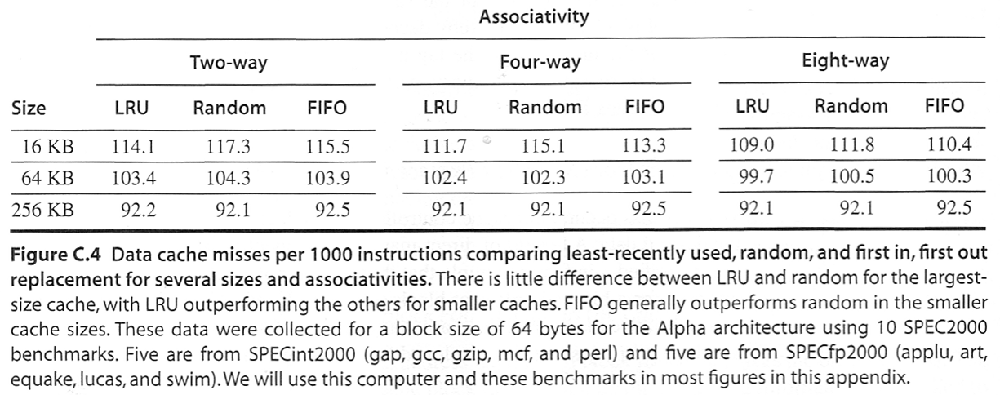 Associativity
Two-way Four-way Eight-way
Size LRU Random FIFO LRU Random FIFO LRU Random FIFO
16 KB 114.1 117.3 115.5 111.7 115.1 113.3 109.0 111.8 110.4
64 KB 103.4 104.3 103.9 102.4 102.3 103.1 99.7 100.5 100.3
256 KB 92.2 92.1 92.5 92.1 92.1 92.5 92.1 92.1 92.5
Figure C.4 Data cache misses per 1000 instructions comparing least-recently used, random, and first in, first out
replacement for several sizes and associativities. There is little difference between LRU and random for the largest-
size cache, with LRU outperforming the others for smaller caches. FIFO generally outperforms random in the smaller
cache sizes. These data were collected for a block size of 64 bytes for the Alpha architecture using 10 SPEC2000
benchmarks. Five are from SPECint2000 (gap, gcc, gzip, mcf, and perl) and five are from SPECfp2000 (applu, art,
equake, lucas, and swim). We will use this computer and these benchmarks in most figures in this appendix.